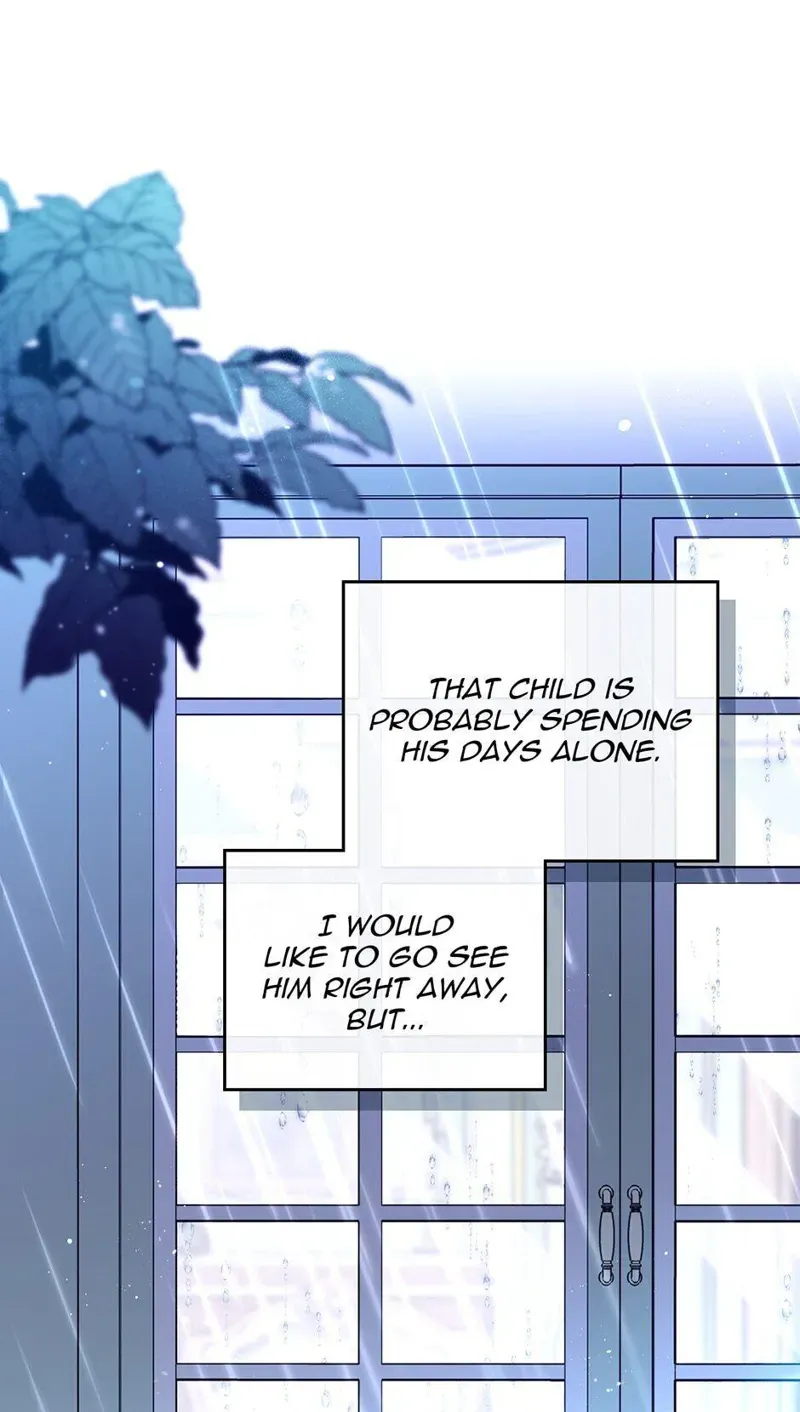 THAT CHILD IS
PROBABLY SPENDING
HIS DAYS ALONE.
I WOULD
LIKE TO GO SEE
HIM RIGHT AWAY,
BUT...